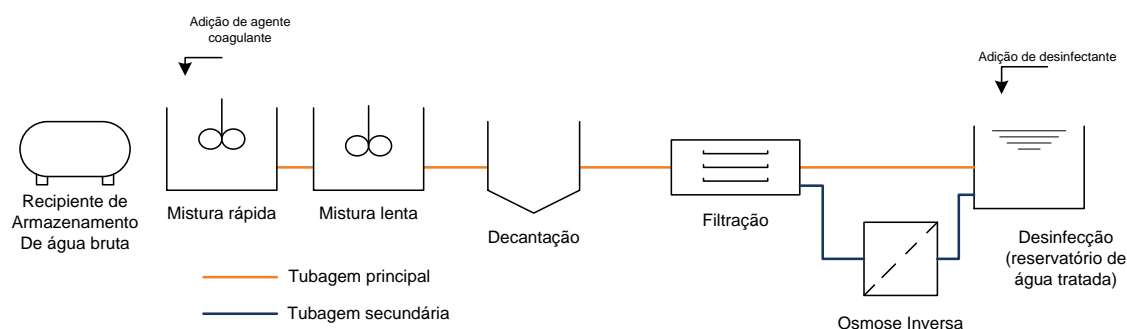 Adição de agente
coagulante
Adição de desinfectante
Recipiente de
Armazenamento
De água bruta
Mistura rápida
Mistura lenta
Decantação
Filtração
Desinfecção
(reservatório de
água tratada)
Osmose Inversa
Tubagem principal
Tubagem secundária